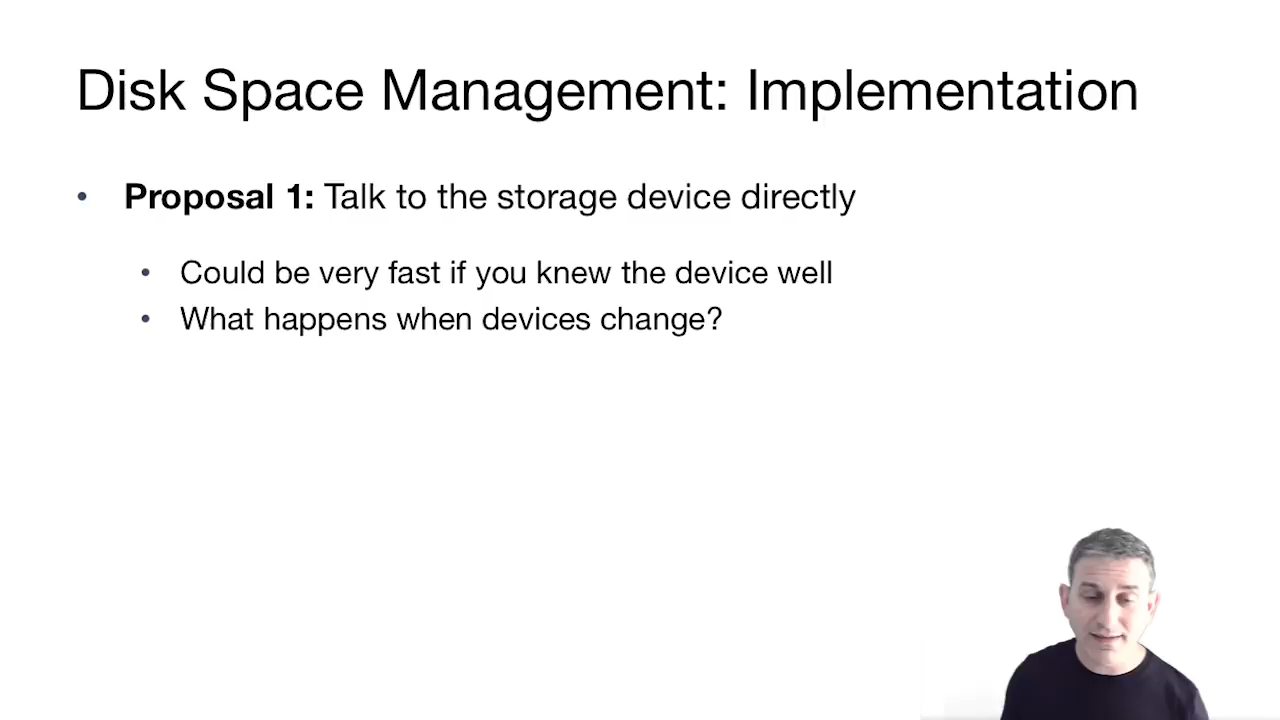 Disk Space Management: Implementation
• Proposal 1: Talk to the storage device directly
• Could be very fast if you knew the device well
• What happens when devices change?